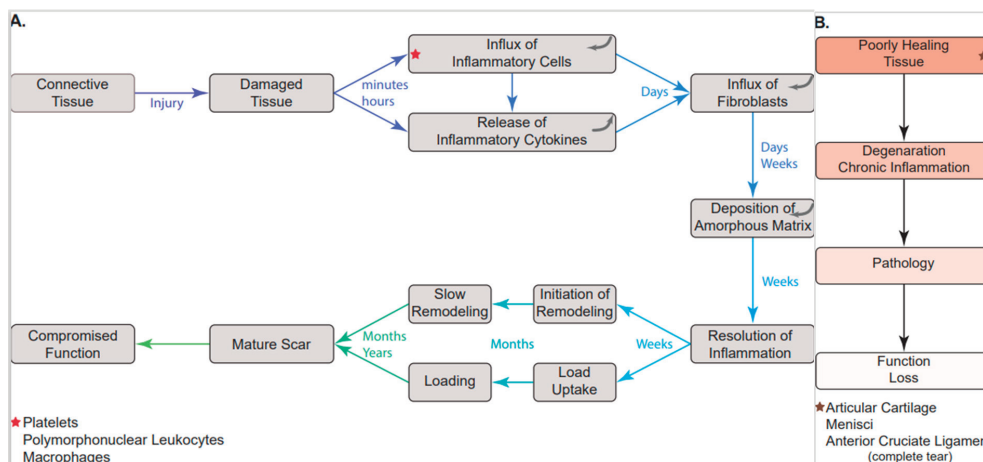 A.
Connective
Tissue
Injury
Damaged
Tissue
minutes
hours
Influx of
Inflammatory Cells
Release of
Inflammatory Cytokines
Days
Influx of
Fibroblasts
Days
Weeks
Deposition of
Amorphous Matrix
Weeks
Resolution of
Inflammation
Weeks
Initiation of
Remodeling
Load
Uptake
Months
Slow
Remodeling
Loading
Months
Years
Mature Scar
Compromised
Function
Platelets
Polymorphonuclear Leukocytes
Macrophages
B.
Poorly Healing
Tissue
Degenaration
Chronic Inflammation
Pathology
Function
Loss
Articular Cartilage
Menisci
Anterior Cruciate Ligamen
(complete tear)